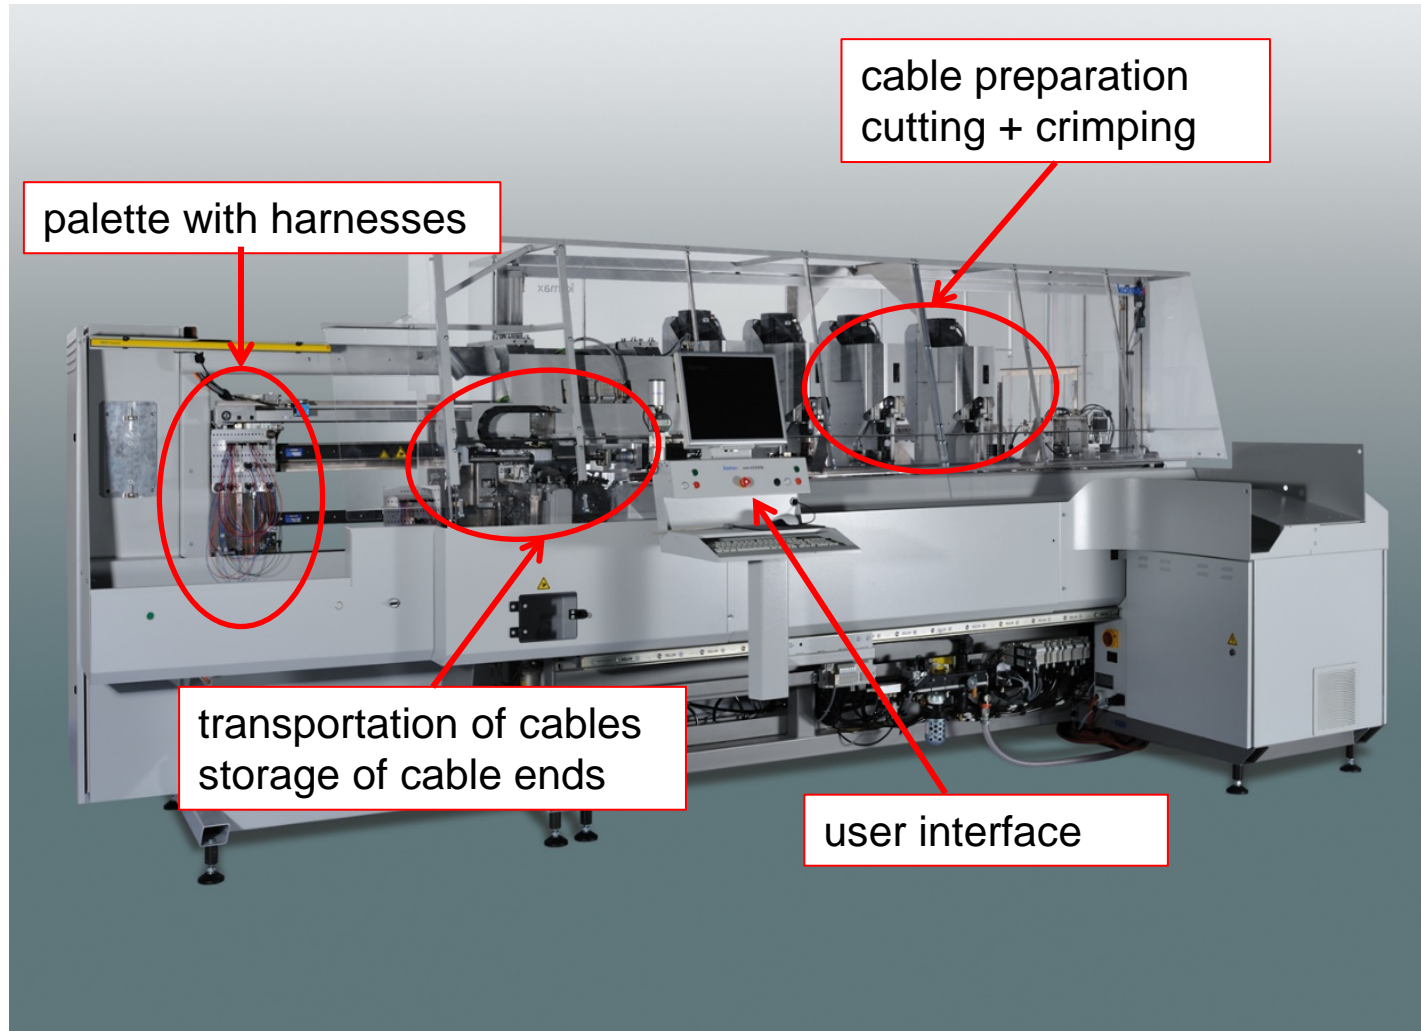 cable preparation
cutting + crimping
palette with harnesses
transportation of cables
storage of cable ends
user interface